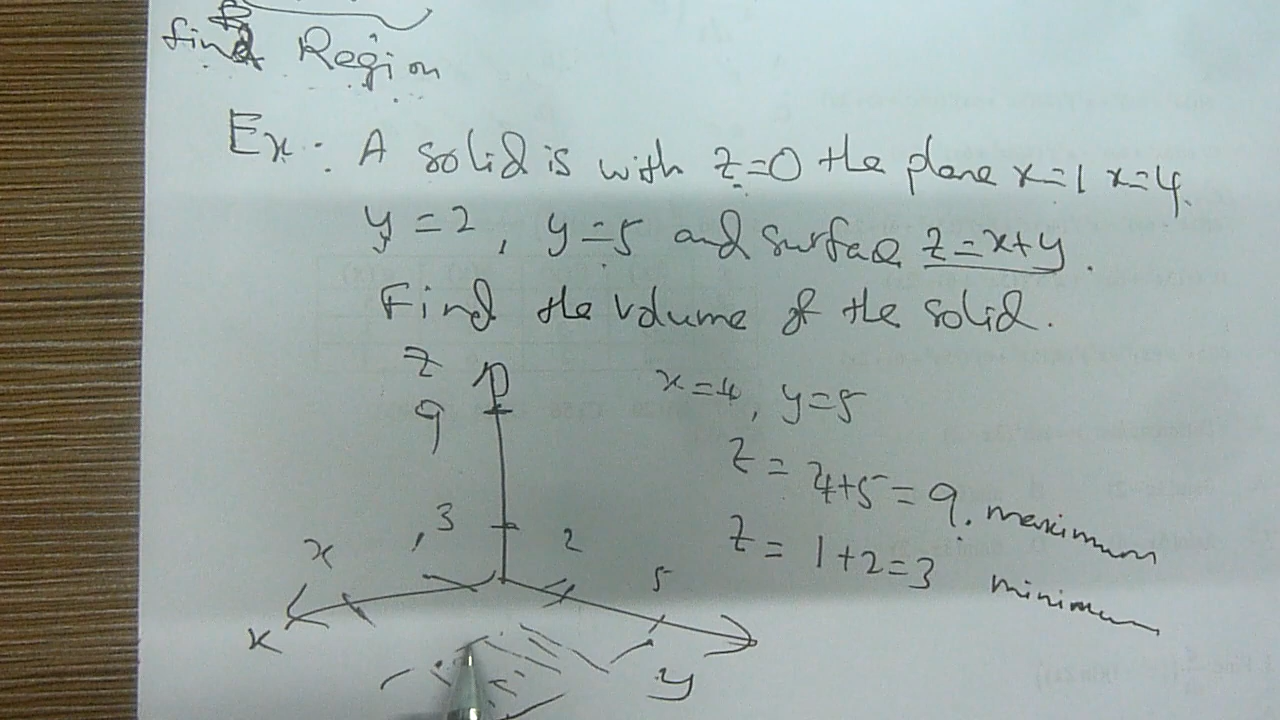 find Region
Ex: A solid is with z=0 the plane x=1 x=4.
y=2, y=5 and surface z=x+y.
Find the volume of the solid.
z
9
3
x
x
2
5
y
x=4, y=5
z= 4+5=9. maximum
z= 1+2=3 minimum